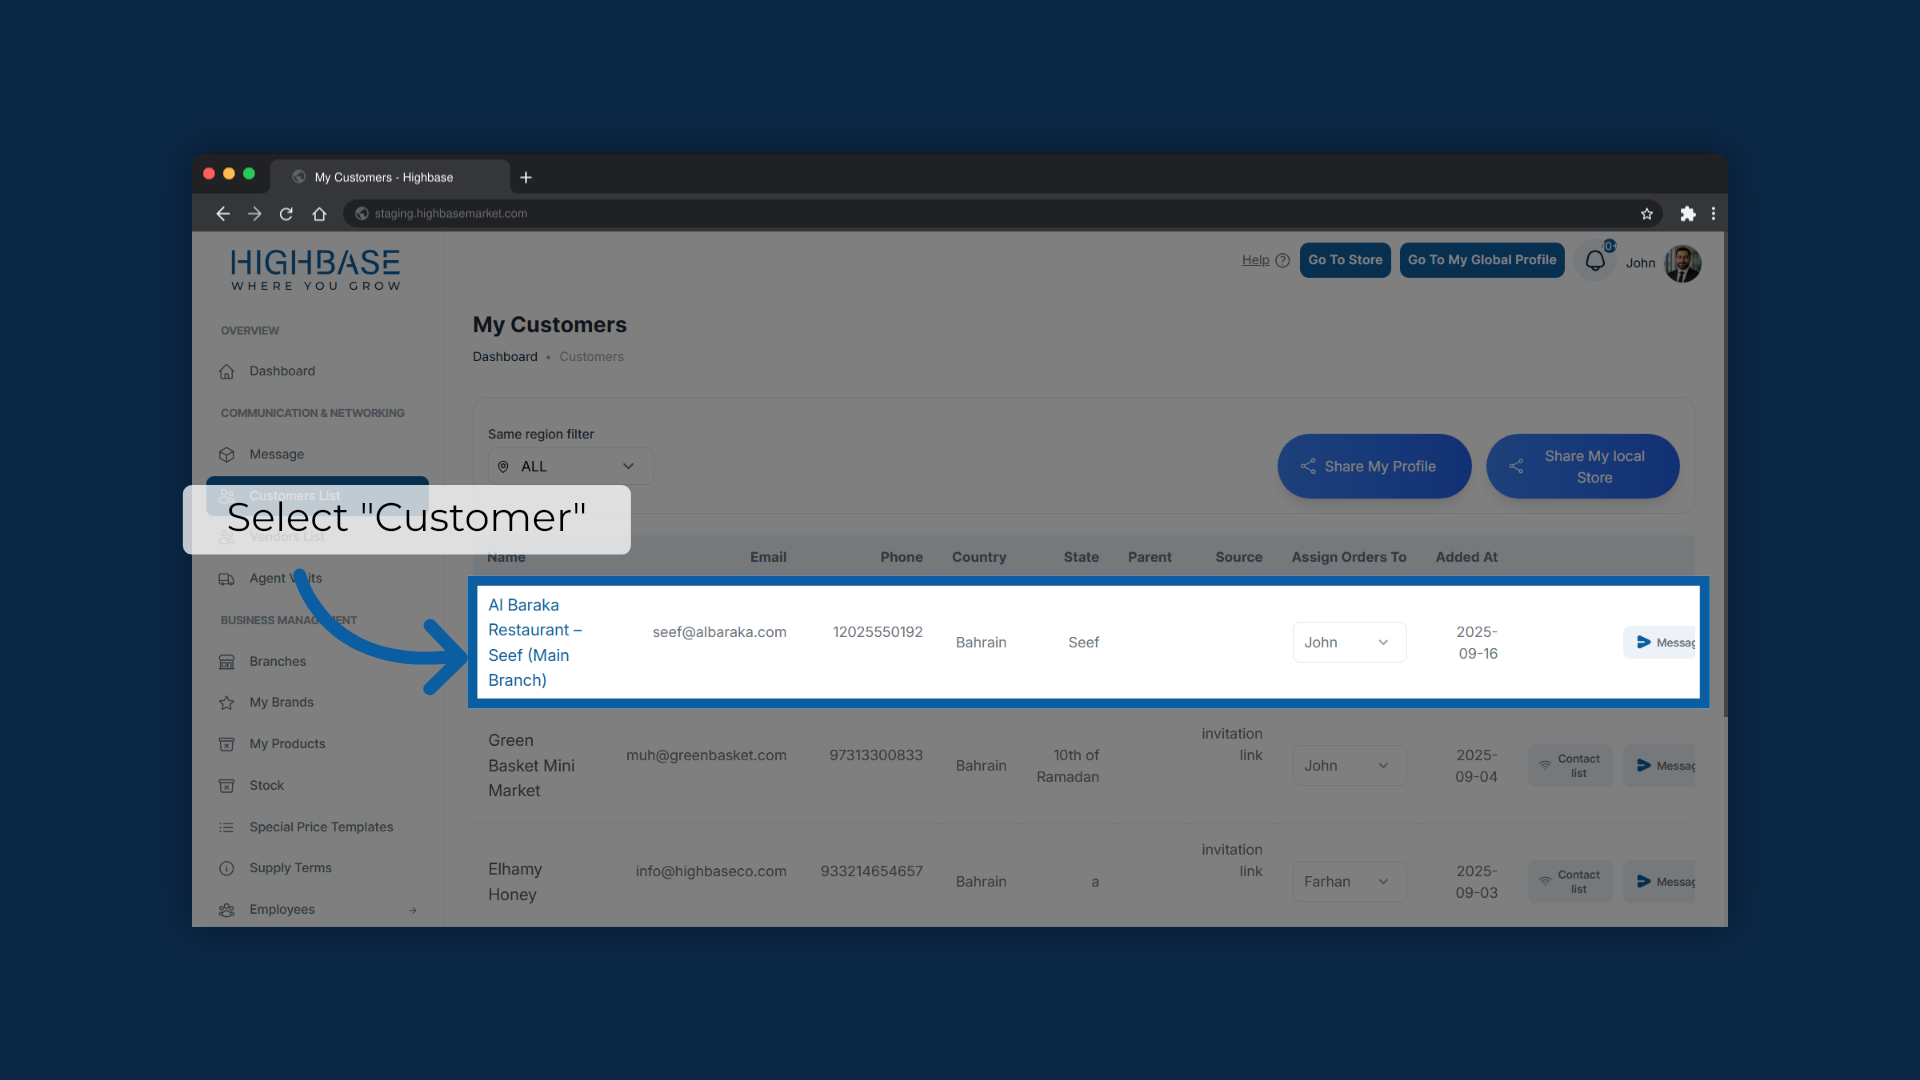 My Customers - Highbase
staging.highbasemarket.com
HIGHBASE
WHERE YOU GROW
Help
Go To Store
Go To My Global Profile
John
OVERVIEW
Dashboard
COMMUNICATION & NETWORKING
Message
Customers List
Vendors List
Select "Customer"
Agent Visits
BUSINESS MANAGEMENT
Branches
My Brands
My Products
Stock
Special Price Templates
Supply Terms
Employees
My Customers
Dashboard • Customers
Same region filter
ALL
Share My Profile
Share My local
Store
Name Email Phone Country State Parent Source Assign Orders To Added At
Al Baraka
Restaurant –
Seef (Main
Branch)
seef@albaraka.com
12025550192
Bahrain
Seef
John
2025-
09-16
Messag
Green
Basket Mini
Market
muh@greenbasket.com
97313300833
Bahrain
10th of
Ramadan
invitation
link
John
2025-
09-04
Contact
list
Messag
Elhamy
Honey
info@highbaseco.com
933214654657
Bahrain
a
invitation
link
Farhan
2025-
09-03
Contact
list
Messag